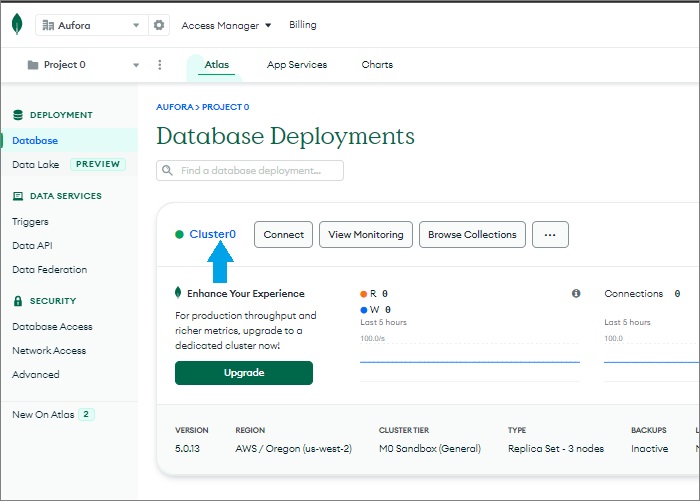 Aufora
Access Manager
Billing
Project 0
Atlas
App Services
Charts
DEPLOYMENT
Database
Data Lake PREVIEW
DATA SERVICES
Triggers
Data API
Data Federation
SECURITY
Database Access
Network Access
Advanced
New On Atlas 2
AUFORA > PROJECT 0
Database Deployments
Find a database deployment...
Cluster0
Connect
View Monitoring
Browse Collections
...
Enhance Your Experience
For production throughput and
richer metrics, upgrade to a
dedicated cluster now!
Upgrade
R 0
W 0
Last 5 hours
100.0/s
Connections 0
Last 5 hours
100.0
VERSION
5.0.13
REGION
AWS / Oregon (us-west-2)
CLUSTER TIER
M0 Sandbox (General)
TYPE
Replica Set - 3 nodes
BACKUPS
Inactive